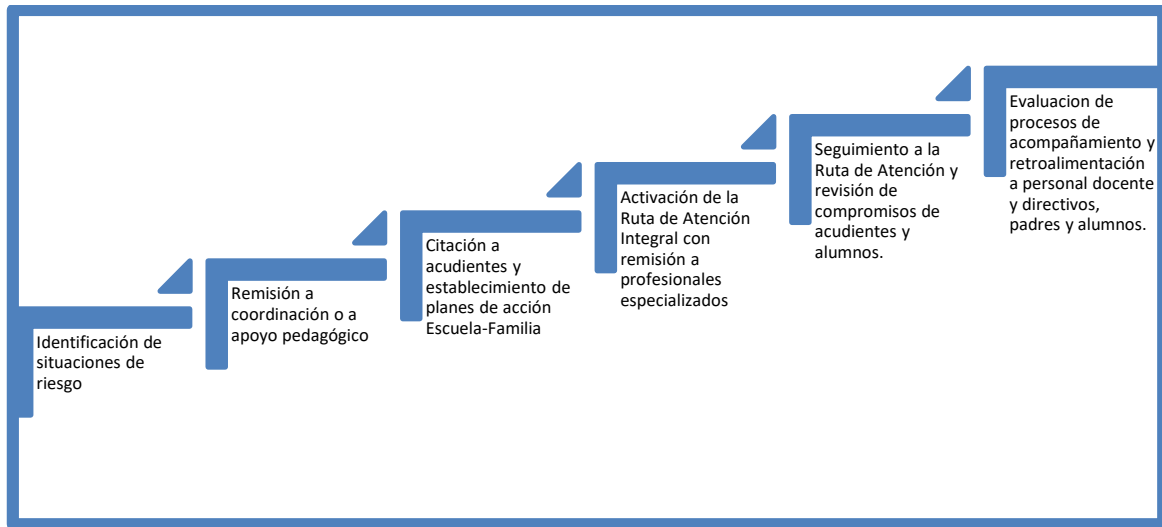 Identificación de
situaciones de
riesgo
Remisión a
coordinación o a
apoyo pedagógico
Citación a
acudientes y
establecimiento de
planes de acción
Escuela-Familia
Activación de la
Ruta de Atención
Integral con
remisión a
profesionales
especializados
Seguimiento a la
Ruta de Atención y
revisión de
compromisos de
acudientes y
alumnos.
Evaluacion de
procesos de
acompañamiento y
retroalimentación
a personal docente
y directivos,
padres y alumnos.